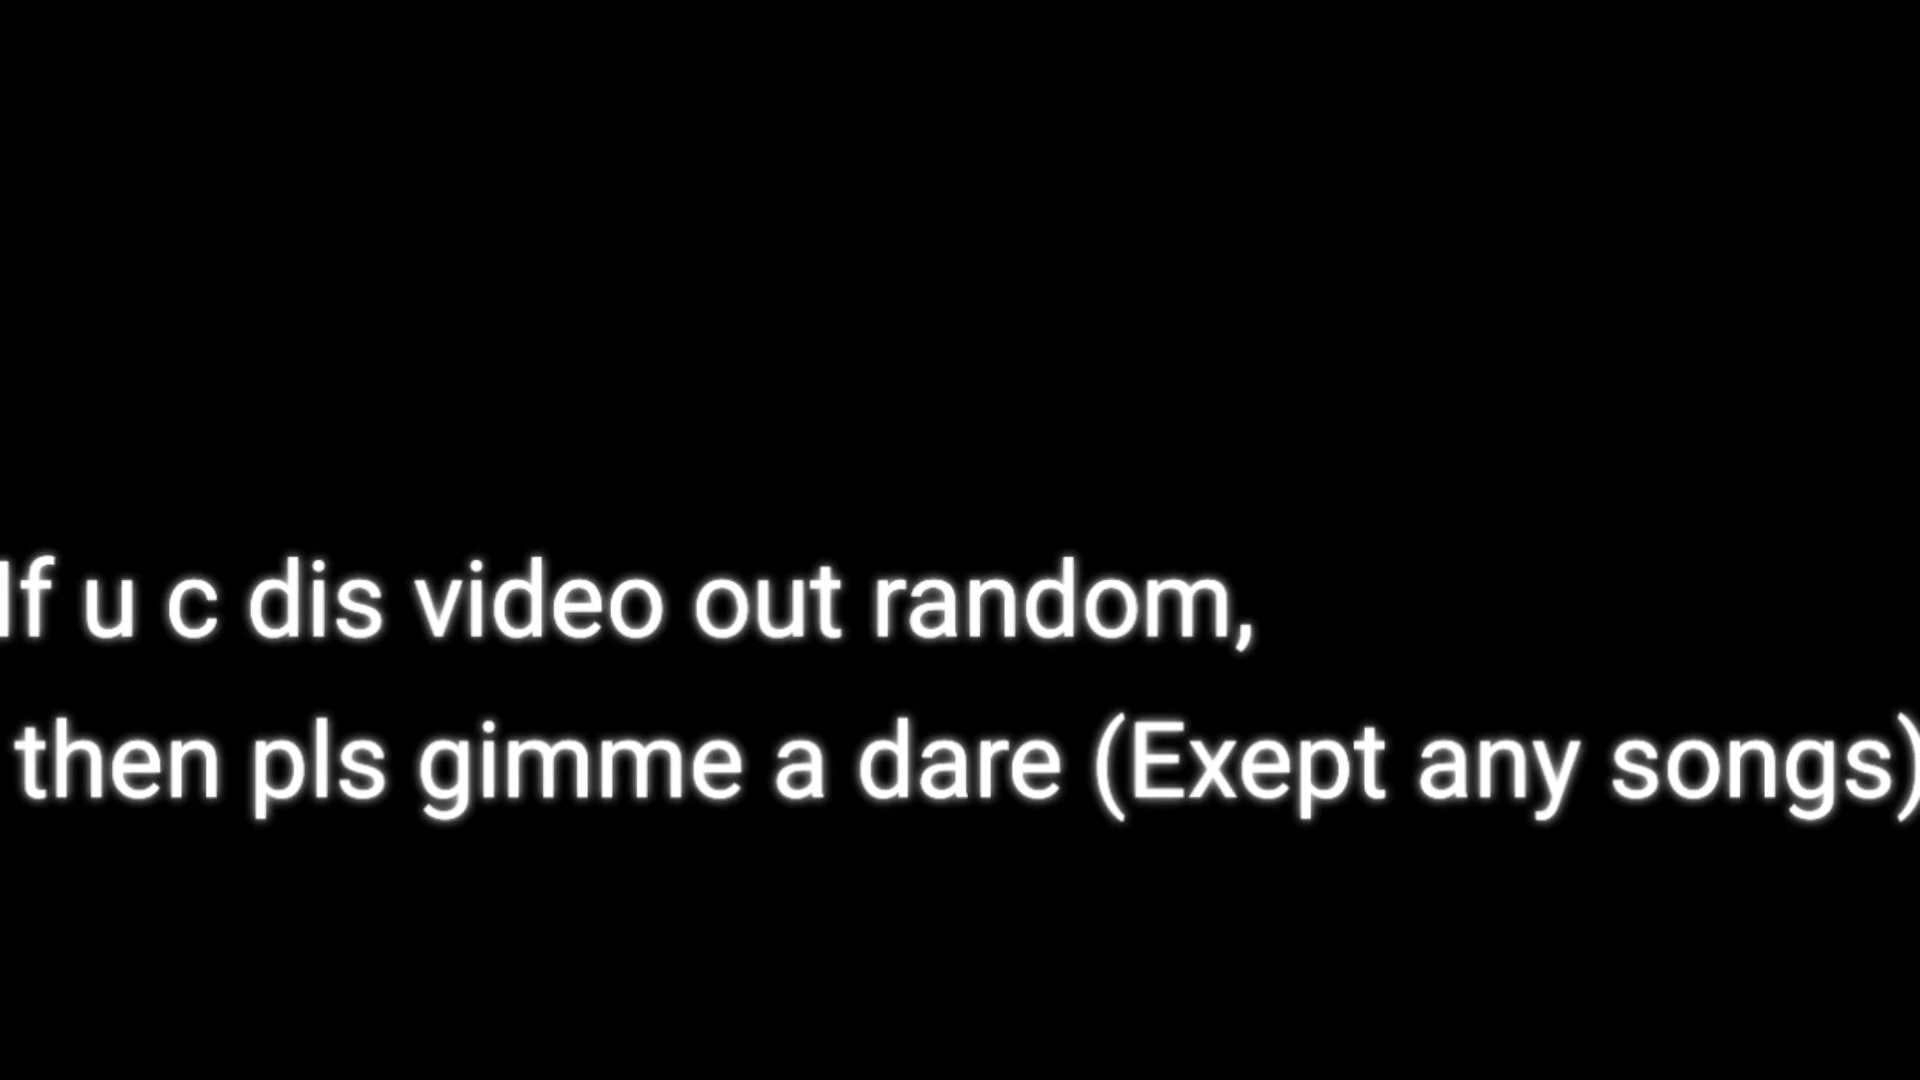 If u c dis video out random,
then pls gimme a dare (Exept any songs)